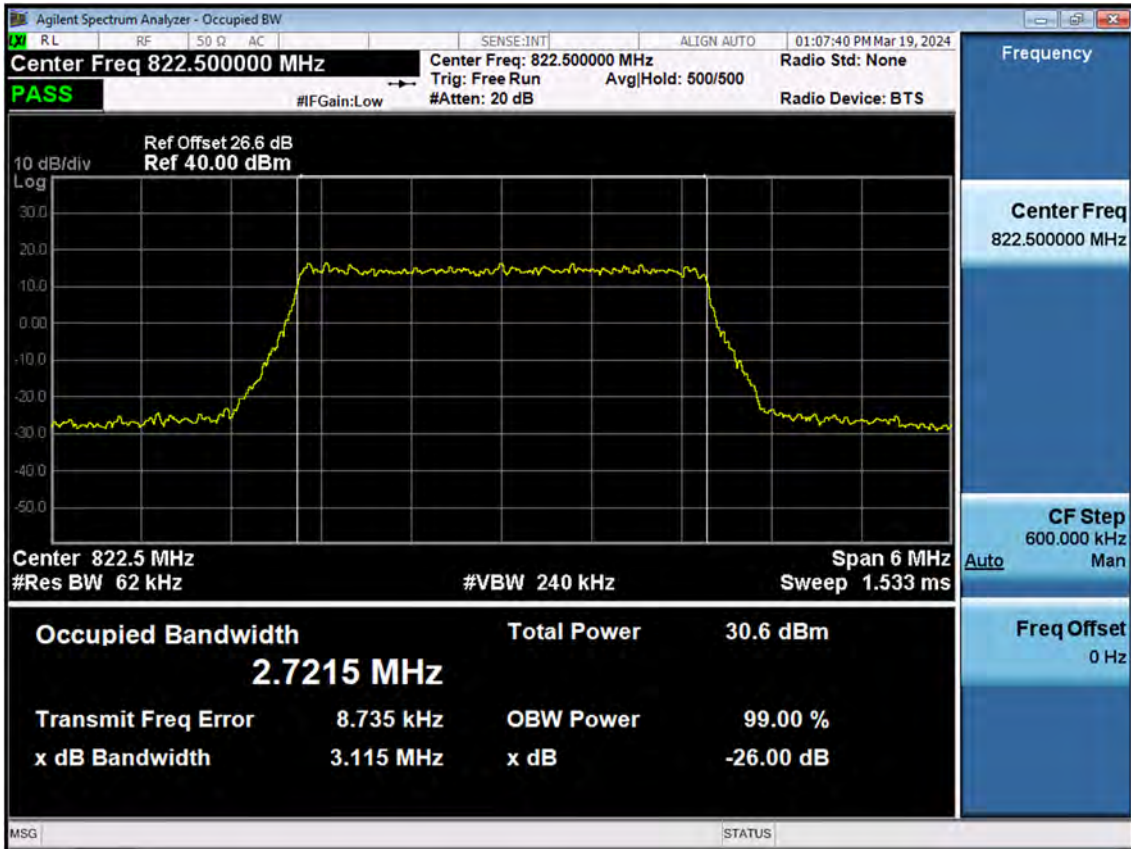 Agilent Spectrum Analyzer - Occupied BW
LXI RL RF 50 Ω AC SENSE:INT ALIGN AUTO 01:07:40 PM Mar 19, 2024
Center Freq 822.500000 MHz
Center Freq: 822.500000 MHz Radio Std: None
Trig: Free Run Avg|Hold: 500/500
PASS
#IFGain:Low #Atten: 20 dB Radio Device: BTS
Ref Offset 26.6 dB
10 dB/div Ref 40.00 dBm
Log
30.0
20.0
10.0
0.00
-10.0
-20.0
-30.0
-40.0
-50.0
Center 822.5 MHz Span 6 MHz
#Res BW 62 kHz #VBW 240 kHz Sweep 1.533 ms
Occupied Bandwidth Total Power 30.6 dBm
2.7215 MHz
Transmit Freq Error 8.735 kHz OBW Power 99.00 %
x dB Bandwidth 3.115 MHz x dB -26.00 dB
MSG STATUS
Frequency
Center Freq
822.500000 MHz
CF Step
600.000 kHz
Auto Man
Freq Offset
0 Hz